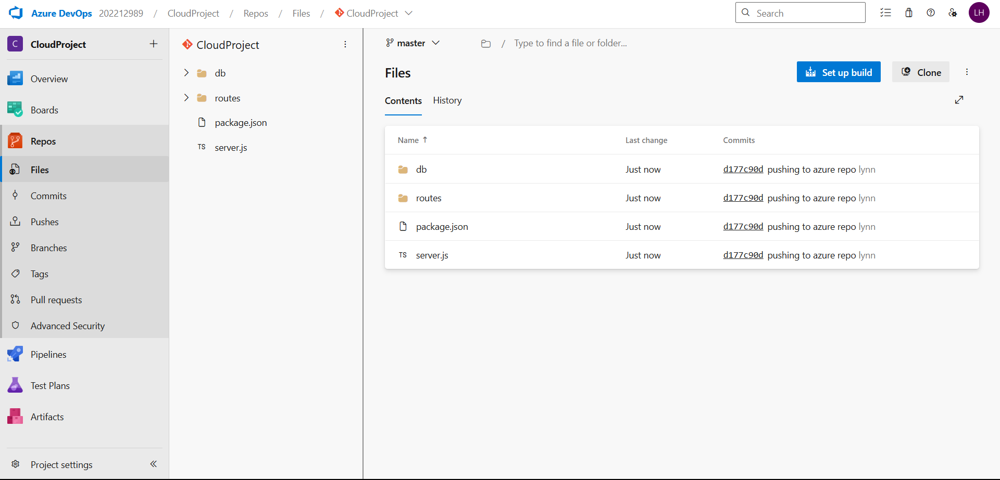 Azure DevOps 202212989 / CloudProject / Repos / Files / CloudProject
Search
LH
C CloudProject
Overview
Boards
Repos
Files
Commits
Pushes
Branches
Tags
Pull requests
Advanced Security
Pipelines
Test Plans
Artifacts
Project settings
CloudProject
db
routes
package.json
TS server.js
master / Type to find a file or folder...
Files
Set up build
Clone
Contents History
Name Last change Commits
db Just now d177c90d pushing to azure repo lynn
routes Just now d177c90d pushing to azure repo lynn
package.json Just now d177c90d pushing to azure repo lynn
TS server.js Just now d177c90d pushing to azure repo lynn